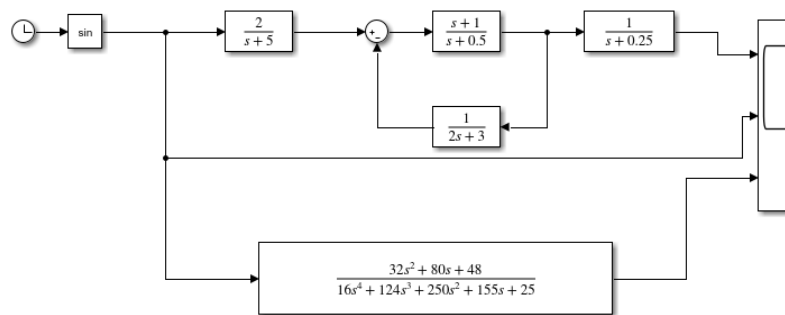 sin
2
s + 5
+
-
s + 1
s + 0.5
1
s + 0.25
1
2s + 3
32s² + 80s + 48
16s⁴ + 124s³ + 250s² + 155s + 25